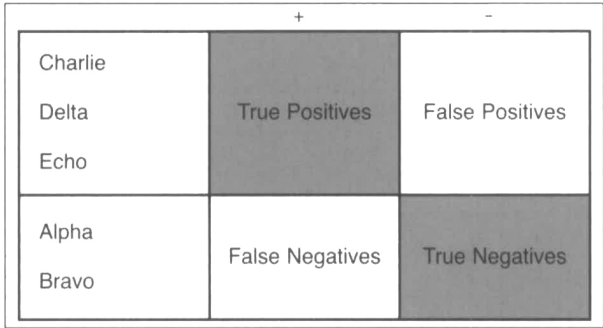 + −
Charlie
Delta True Positives False Positives
Echo
Alpha
False Negatives True Negatives
Bravo